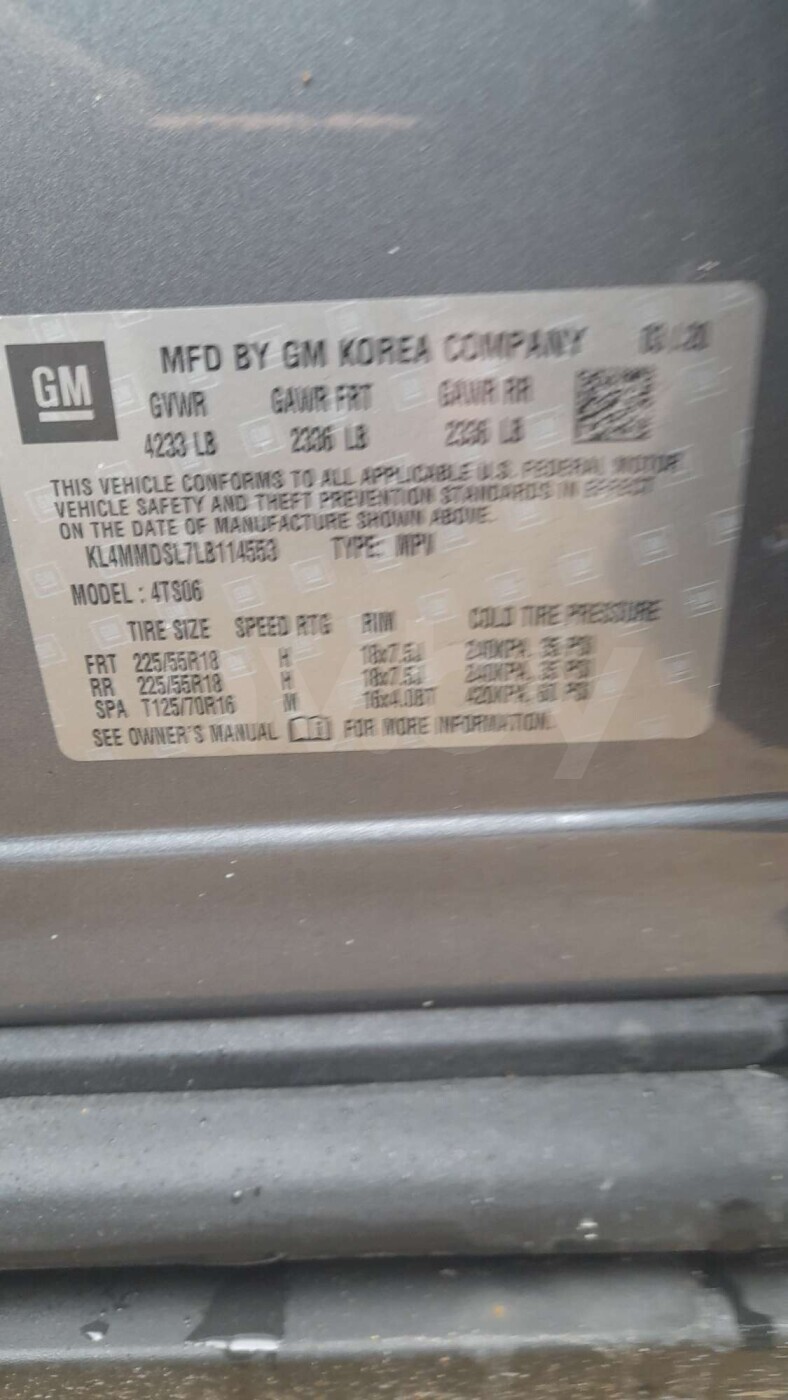 GM
MFD BY GM KOREA COMPANY 03/20
GVWR GAWR FRT GAWR RR
4233 LB 2336 LB 2336 LB
THIS VEHICLE CONFORMS TO ALL APPLICABLE U.S. FEDERAL MOTOR
VEHICLE SAFETY AND THEFT PREVENTION STANDARDS IN EFFECT
ON THE DATE OF MANUFACTURE SHOWN ABOVE.
KL4MMDSL7LB114553 TYPE: MPV
MODEL: 4TS06
TIRE SIZE SPEED RTG RIM COLD TIRE PRESSURE
FRT 225/55R18 H 18x7.5J 240KPA, 35 PSI
RR 225/55R18 H 18x7.5J 240KPA, 35 PSI
SPA T125/70R16 M 16x4.0BT 420KPA, 60 PSI
SEE OWNER'S MANUAL FOR MORE INFORMATION.